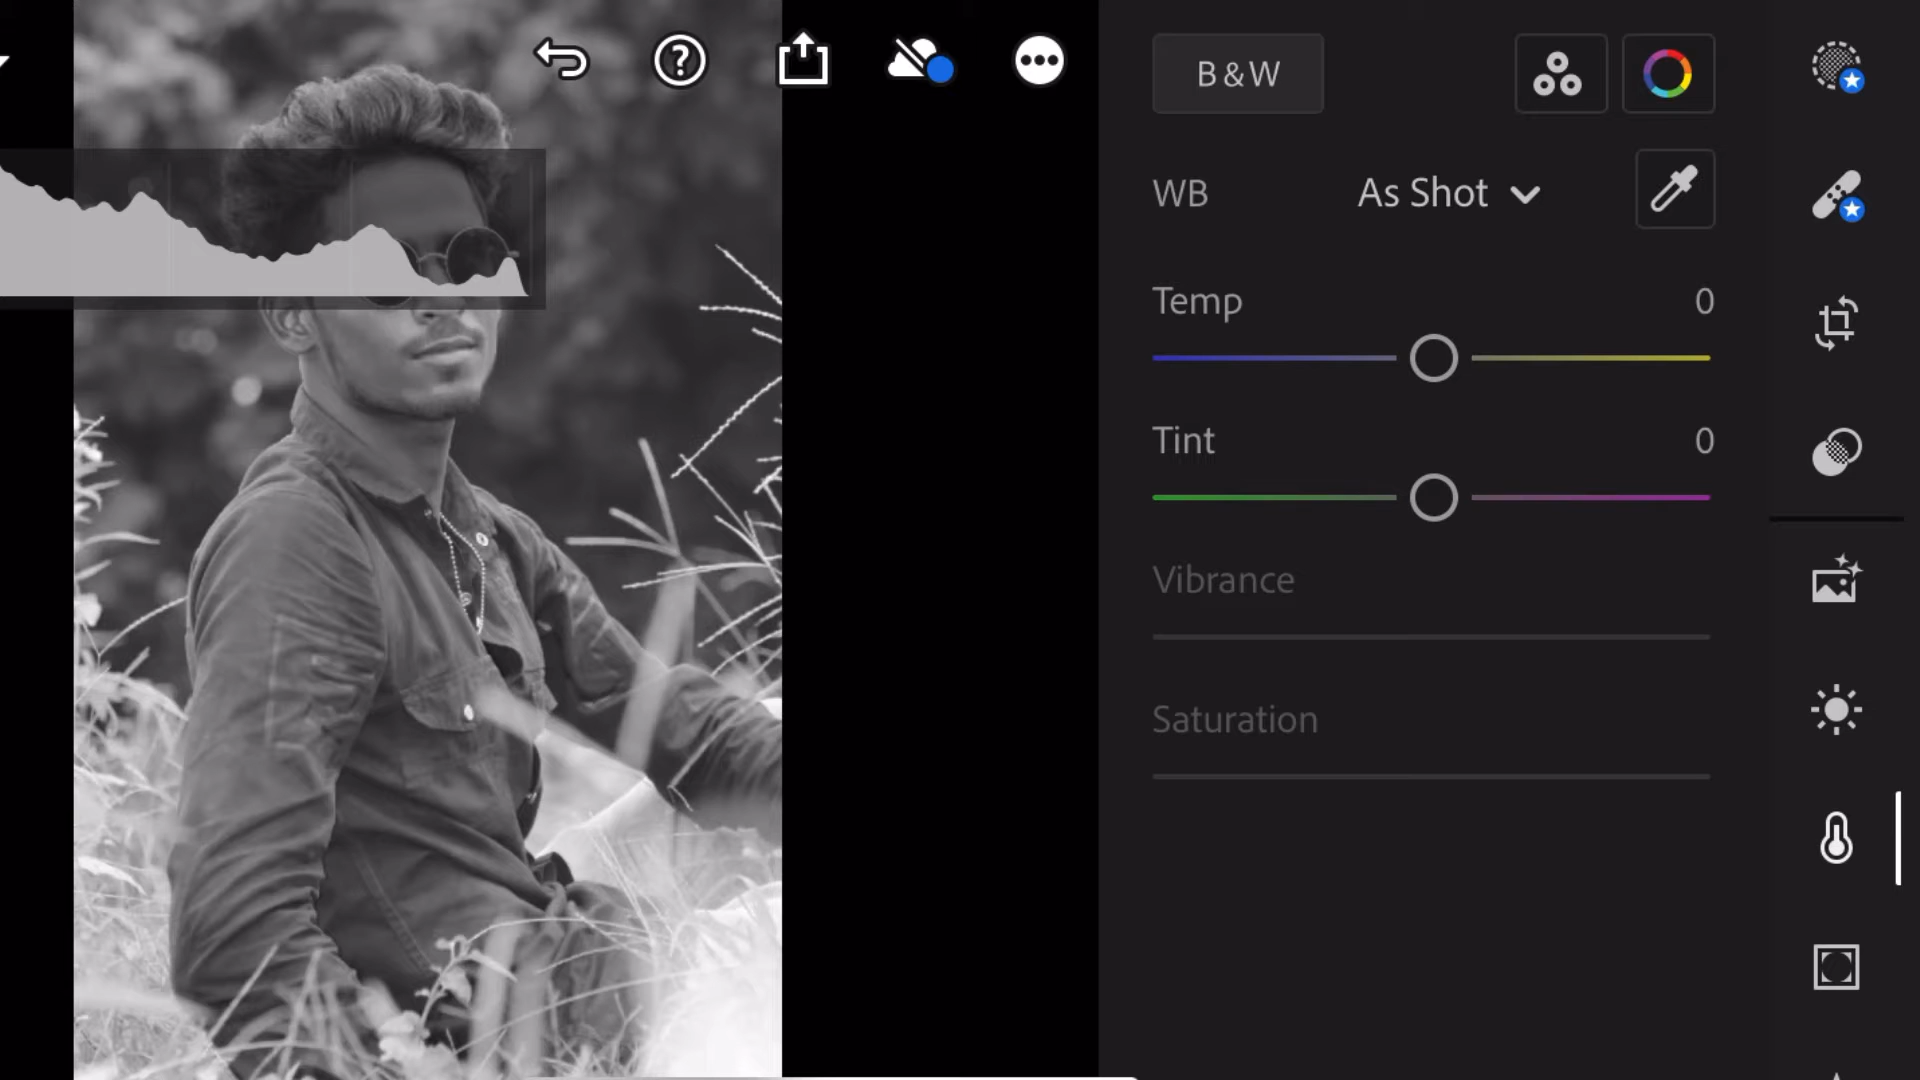 B&W
WB As Shot
Temp 0
Tint 0
Vibrance
Saturation